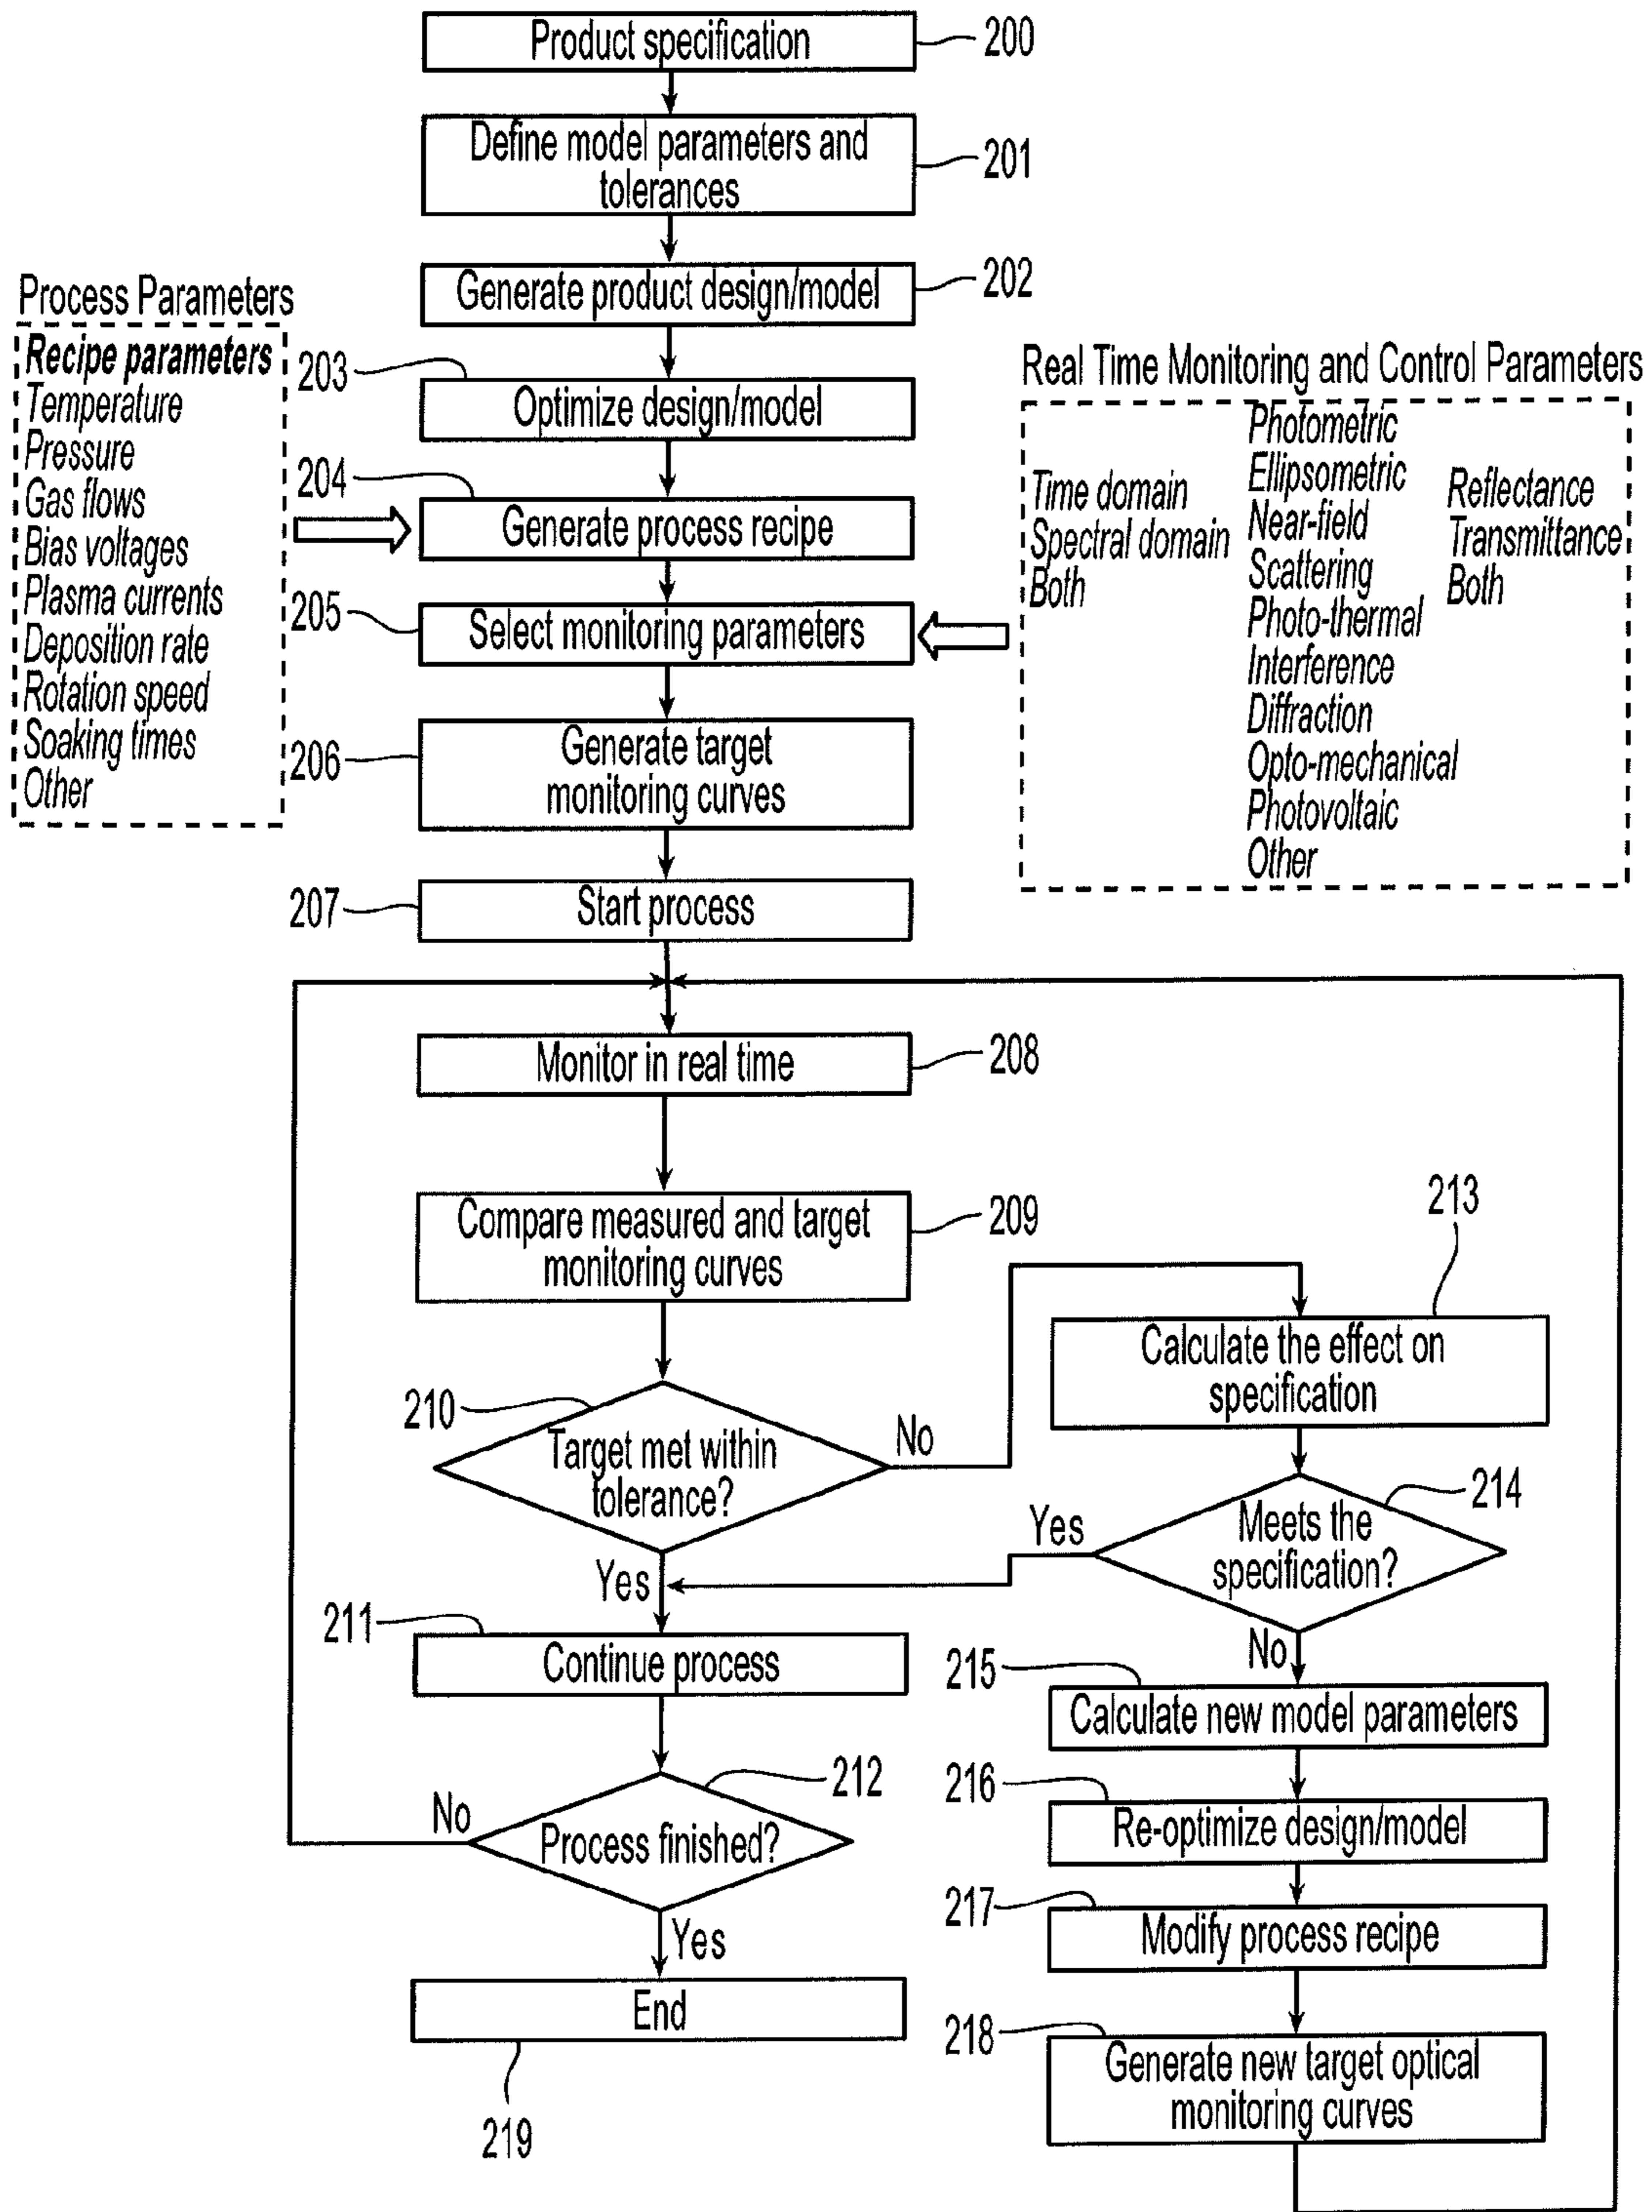 Product specification
200
Define model parameters and
tolerances
201
Generate product design/model
202
Process Parameters
Recipe parameters
Temperature
Pressure
Gas flows
Bias voltages
Plasma currents
Deposition rate
Rotation speed
Soaking times
Other
203
Optimize design/model
204
Generate process recipe
205
Select monitoring parameters
Real Time Monitoring and Control Parameters
Time domain
Spectral domain
Both
Photometric
Ellipsometric
Near-field
Scattering
Photo-thermal
Interference
Diffraction
Opto-mechanical
Photovoltaic
Other
Reflectance
Transmittance
Both
206
Generate target
monitoring curves
207
Start process
Monitor in real time
208
Compare measured and target
monitoring curves
209
210
Target met within
tolerance?
No
Yes
213
Calculate the effect on
specification
214
Meets the
specification?
Yes
No
211
Continue process
212
Process finished?
No
Yes
End
219
215
Calculate new model parameters
216
Re-optimize design/model
217
Modify process recipe
218
Generate new target optical
monitoring curves